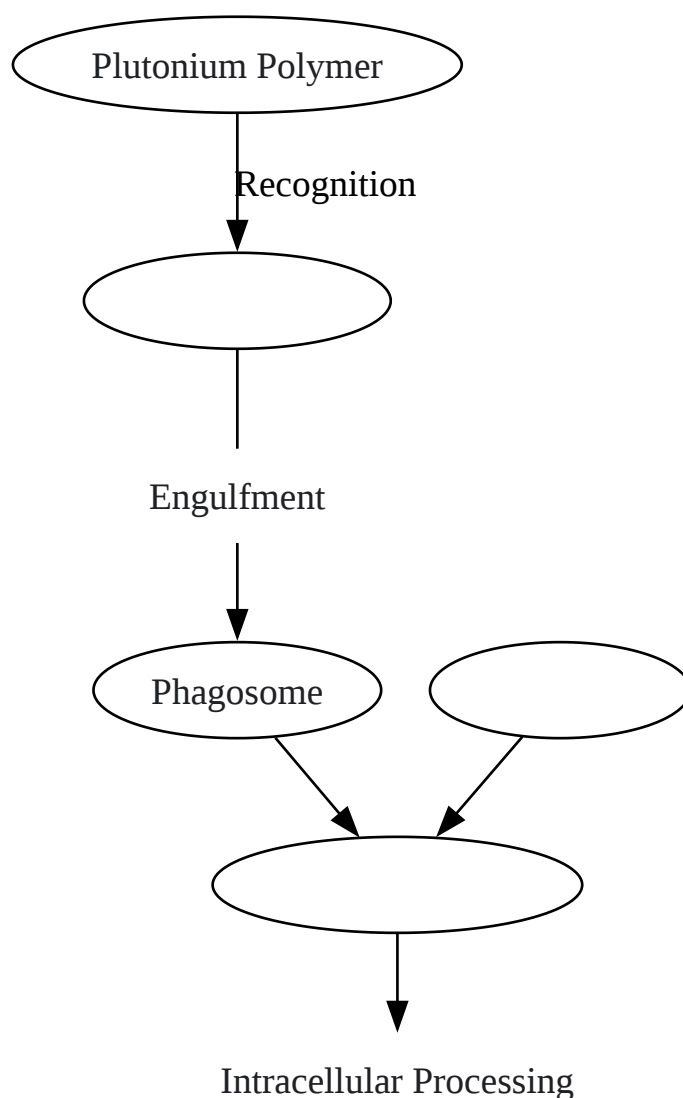 Plutonium Polymer
Recognition
Engulfment
Phagosome
Intracellular Processing